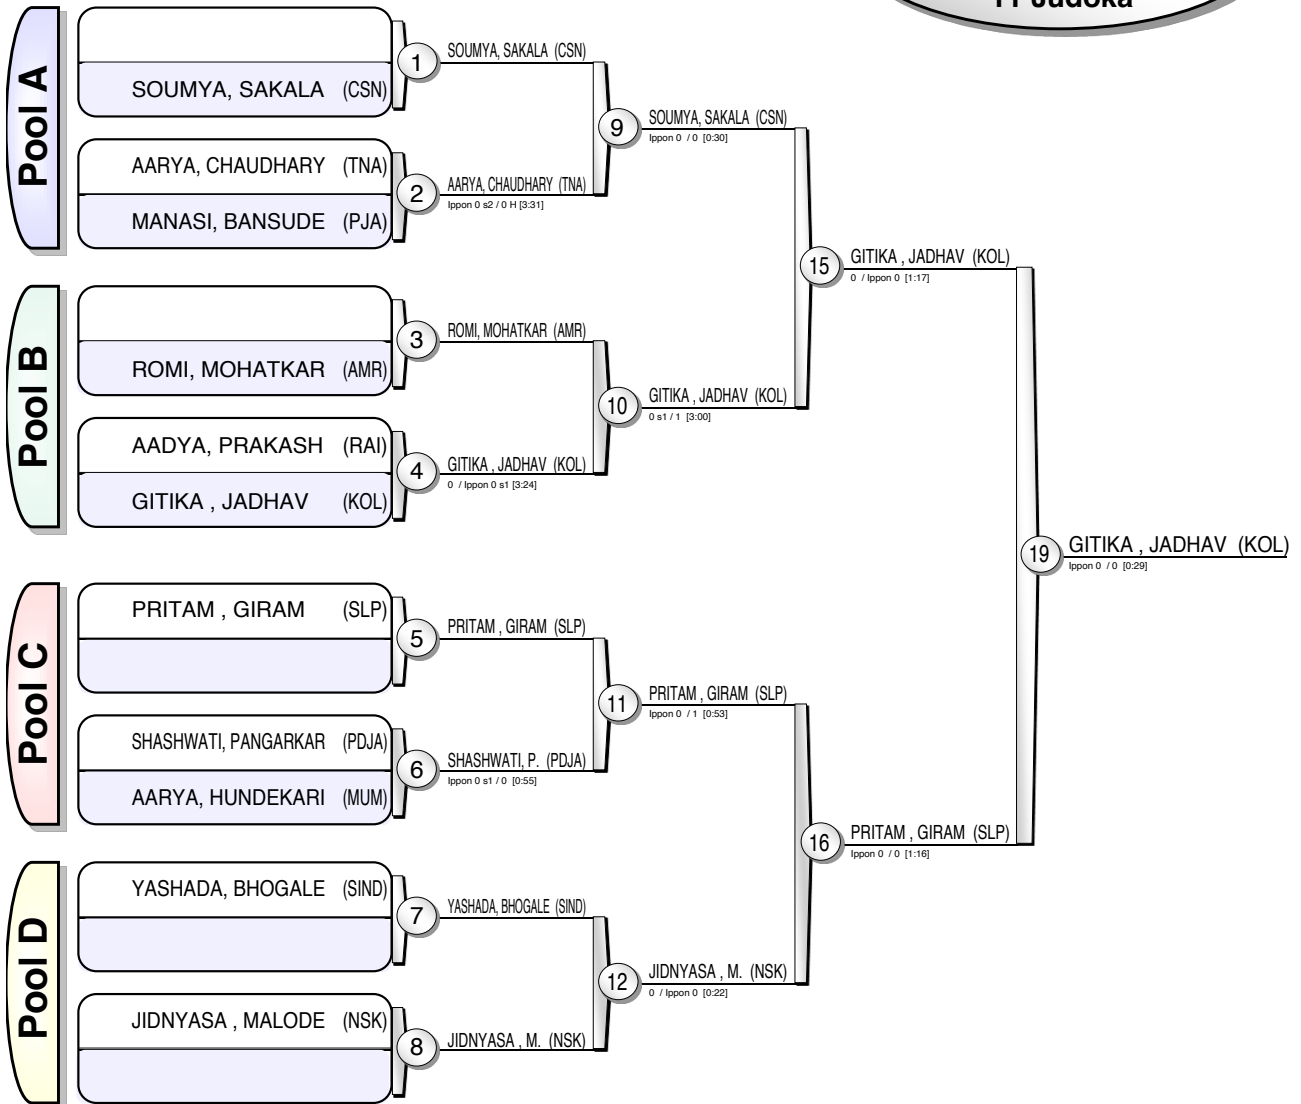 11 Judoka
Pool A
SOUMYA, SAKALA (CSN)
1
SOUMYA, SAKALA (CSN)
AARYA, CHAUDHARY (TNA)
MANASI, BANSUDE (PJA)
2
AARYA, CHAUDHARY (TNA)
Ippon 0 s2 / 0 H [3:31]
9
SOUMYA, SAKALA (CSN)
Ippon 0 / 0 [0:30]
Pool B
ROMI, MOHATKAR (AMR)
3
ROMI, MOHATKAR (AMR)
AADYA, PRAKASH (RAI)
GITIKA , JADHAV (KOL)
4
GITIKA , JADHAV (KOL)
0 / Ippon 0 s1 [3:24]
10
GITIKA , JADHAV (KOL)
0 s1 / 1 [3:00]
15
GITIKA , JADHAV (KOL)
0 / Ippon 0 [1:17]
Pool C
PRITAM , GIRAM (SLP)
5
PRITAM , GIRAM (SLP)
SHASHWATI, PANGARKAR (PDJA)
AARYA, HUNDEKARI (MUM)
6
SHASHWATI, P. (PDJA)
Ippon 0 s1 / 0 [0:55]
11
PRITAM , GIRAM (SLP)
Ippon 0 / 1 [0:53]
Pool D
YASHADA, BHOGALE (SIND)
7
YASHADA, BHOGALE (SIND)
JIDNYASA , MALODE (NSK)
8
JIDNYASA , M. (NSK)
12
JIDNYASA , M. (NSK)
0 / Ippon 0 [0:22]
16
PRITAM , GIRAM (SLP)
Ippon 0 / 0 [1:16]
19
GITIKA , JADHAV (KOL)
Ippon 0 / 0 [0:29]